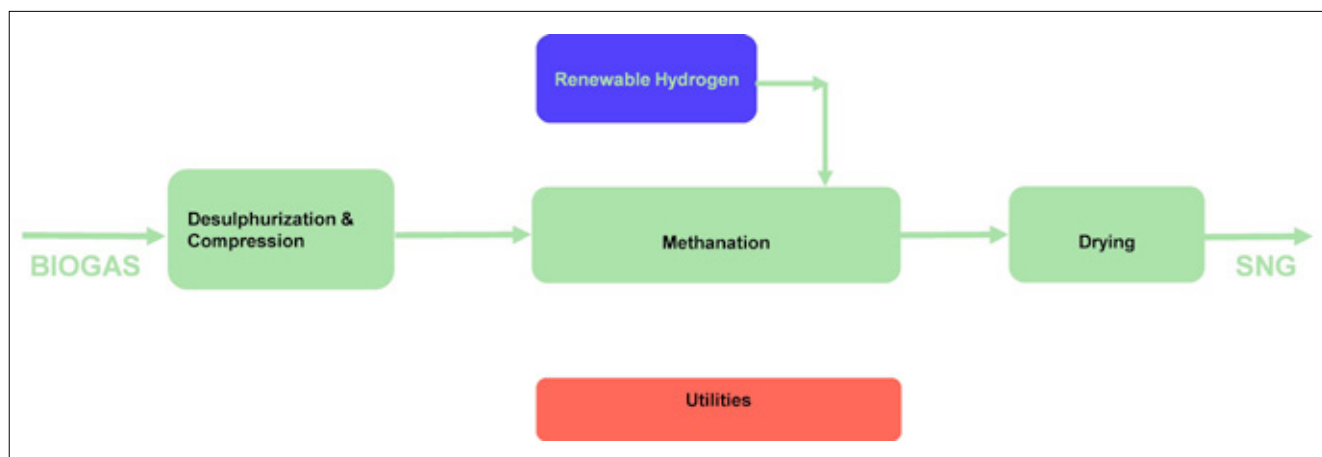 Renewable Hydrogen
Desulphurization &
Compression
Methanation
Drying
BIOGAS
SNG
Utilities